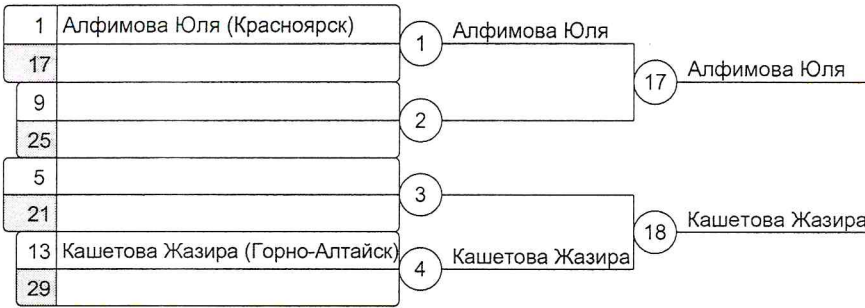 1 Алфимова Юля (Красноярск)
17
1 Алфимова Юля
9
25
2
17 Алфимова Юля
5
21
3
13 Кашетова Жазира (Горно-Алтайск)
29
4 Кашетова Жазира
18 Кашетова Жазира